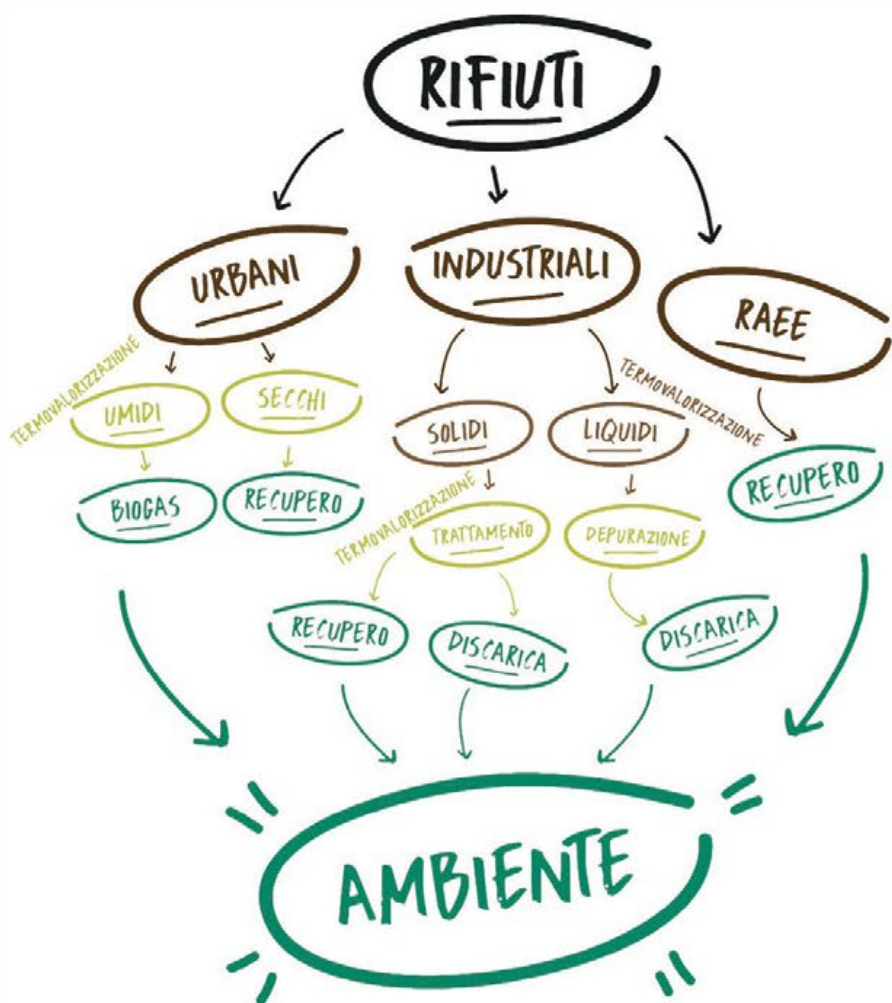 RIFIUTI
URBANI
INDUSTRIALI
RAEE
TERMOVALORIZZAZIONE
UMIDI
SECCHI
SOLIDI
LIQUIDI
TERMOVALORIZZAZIONE
BIOGAS
RECUPERO
TERMOVALORIZZAZIONE
TRATTAMENTO
DEPURAZIONE
RECUPERO
RECUPERO
DISCARICA
DISCARICA
AMBIENTE